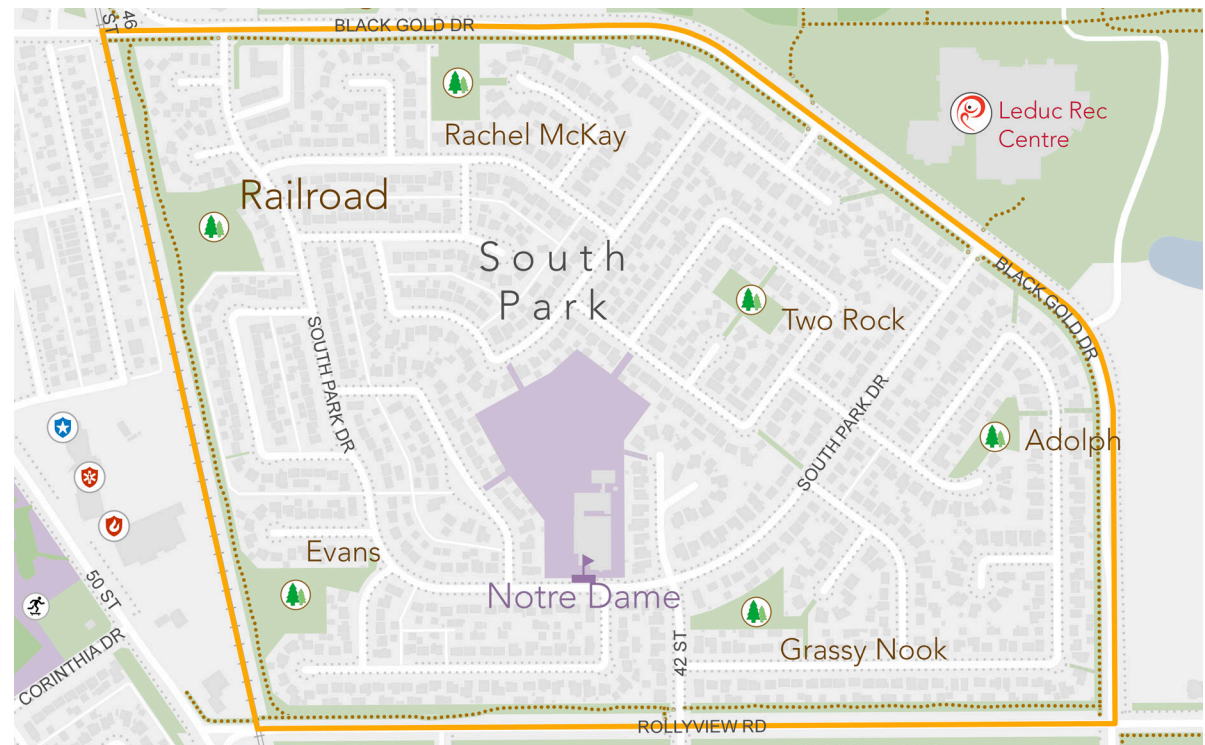 46
ST
BLACK GOLD DR
Leduc Rec
Centre
Rachel McKay
Railroad
South
Park
BLACK GOLD DR
Two Rock
SOUTH PARK DR
SOUTH PARK DR
Adolph
Evans
50 ST
Notre Dame
CORINTHIA DR
42 ST
Grassy Nook
ROLLYVIEW RD